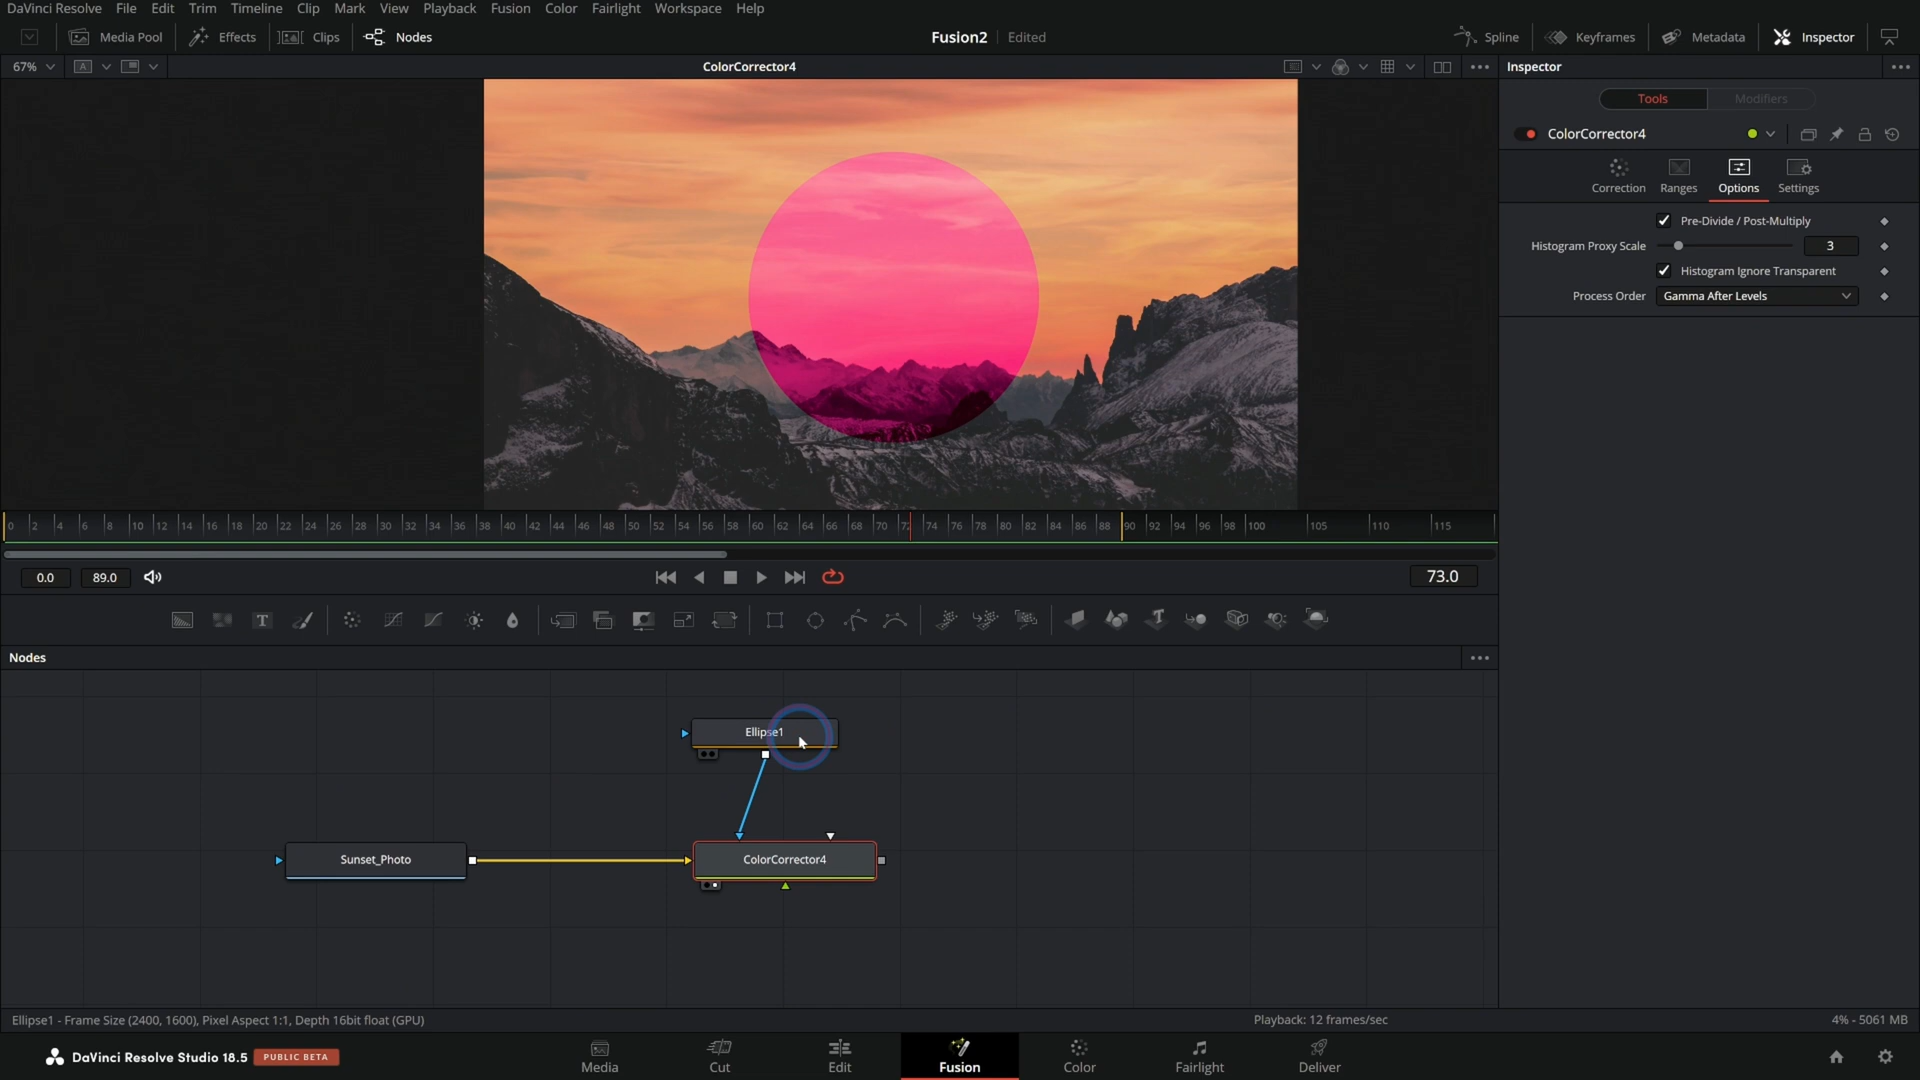 DaVinci Resolve File Edit Trim Timeline Clip Mark View Playback Fusion Color Fairlight Workspace Help
Media Pool Effects Clips Nodes Fusion2 Edited Spline Keyframes Metadata Inspector
67% A ColorCorrector4 Inspector
Tools Modifiers
ColorCorrector4
Correction Ranges Options Settings
Pre-Divide / Post-Multiply
Histogram Proxy Scale 3
Histogram Ignore Transparent
Process Order Gamma After Levels
0 2 4 6 8 10 12 14 16 18 20 22 24 26 28 30 32 34 36 38 40 42 44 46 48 50 52 54 56 58 60 62 64 66 68 70 72 74 76 78 80 82 84 86 88 90 92 94 96 98 100 105 110 115
0.0 89.0 73.0
T T
Nodes
Ellipse1
Sunset_Photo ColorCorrector4
Ellipse1 - Frame Size (2400, 1600), Pixel Aspect 1:1, Depth 16bit float (GPU) Playback: 12 frames/sec 4% - 5061 MB
DaVinci Resolve Studio 18.5 PUBLIC BETA Media Cut Edit Fusion Color Fairlight Deliver